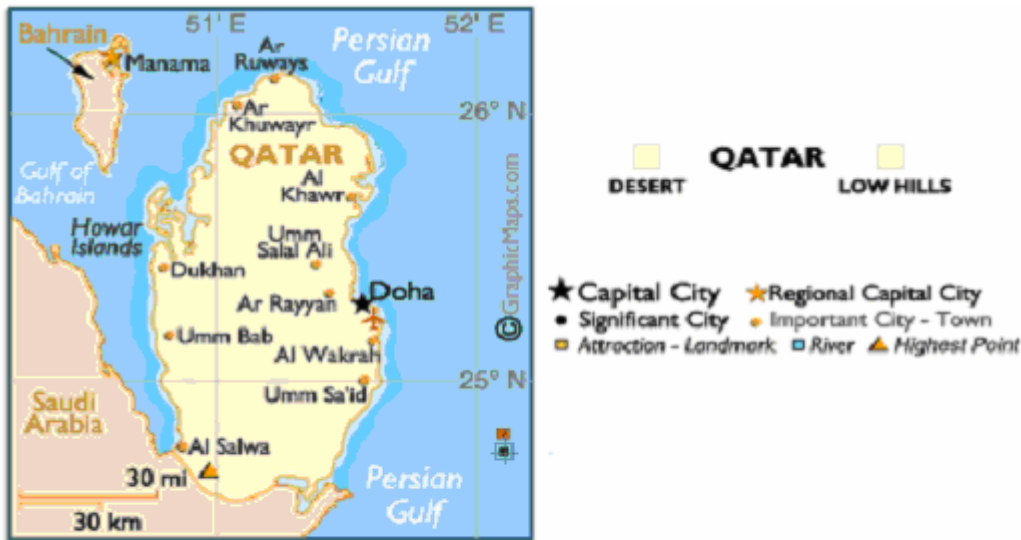 51' E
52' E
Bahrain
Manama
Ar
Ruways
Persian
Gulf
26° N
Ar
Khuwayr
QATAR
Gulf of
Bahrain
Al
Khawr
Howar
Islands
Umm
Salal Ali
Dukhan
Ar Rayyan
Doha
Umm Bab
Al Wakrah
25° N
Umm Sa'id
Saudi
Arabia
Al Salwa
30 mi
30 km
Persian
Gulf
©GraphicMaps.com
QATAR
DESERT
LOW HILLS
Capital City
Regional Capital City
Significant City
Important City - Town
Attraction - Landmark
River
Highest Point